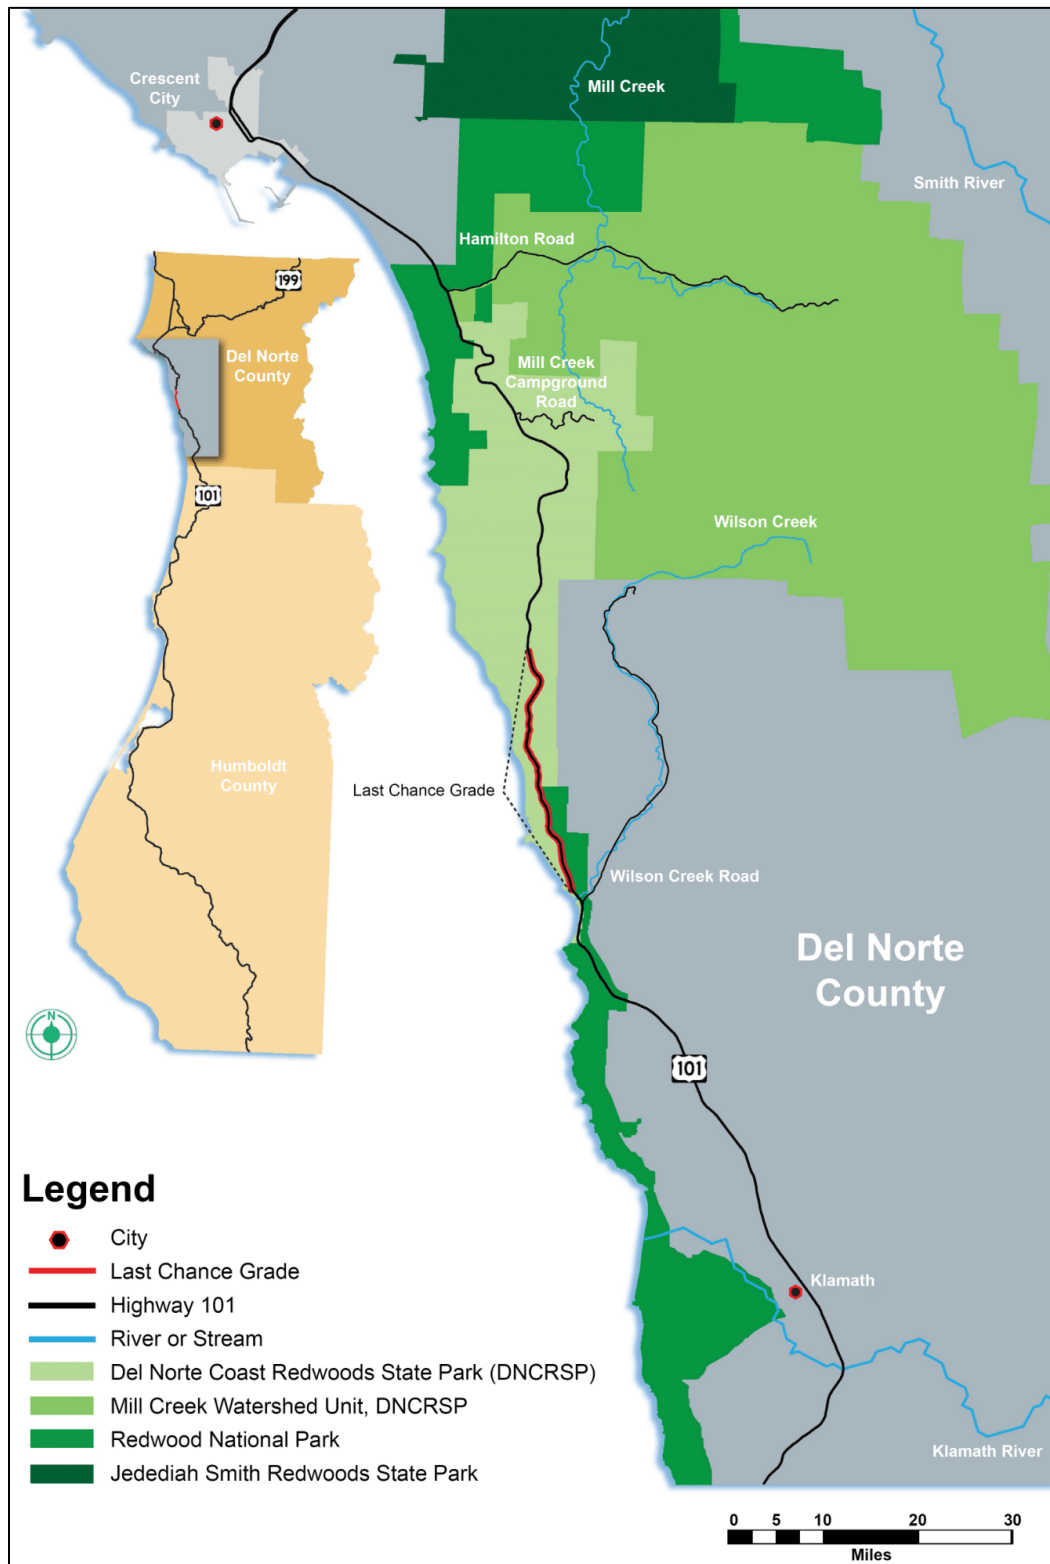 Crescent
City
Mill Creek
Smith River
Hamilton Road
199
Del Norte
County
Mill Creek
Campground
Road
101
Wilson Creek
Humboldt
County
Last Chance Grade
Wilson Creek Road
Del Norte
County
N
101
Legend
City
Last Chance Grade
Highway 101
River or Stream
Del Norte Coast Redwoods State Park (DNCRSP)
Mill Creek Watershed Unit, DNCRSP
Redwood National Park
Jedediah Smith Redwoods State Park
Klamath
Klamath River
0 5 10 20 30
Miles